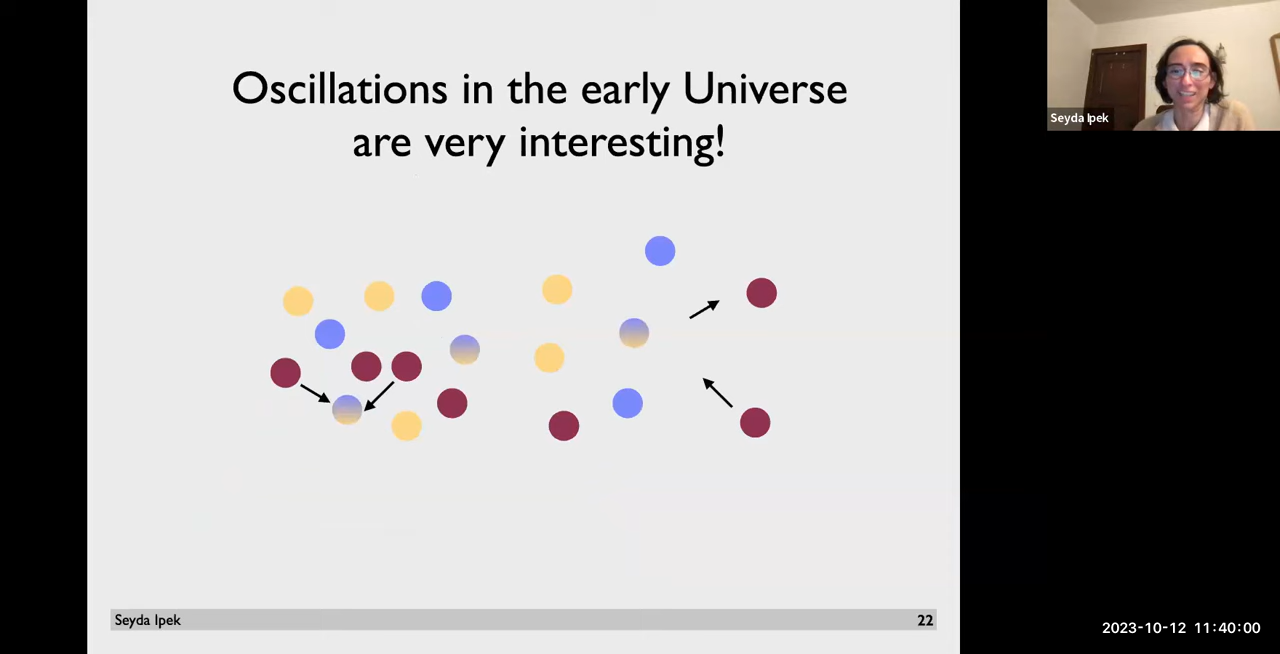 Oscillations in the early Universe
are very interesting!
Seyda Ipek
Seyda Ipek
22
2023-10-12 11:40:00